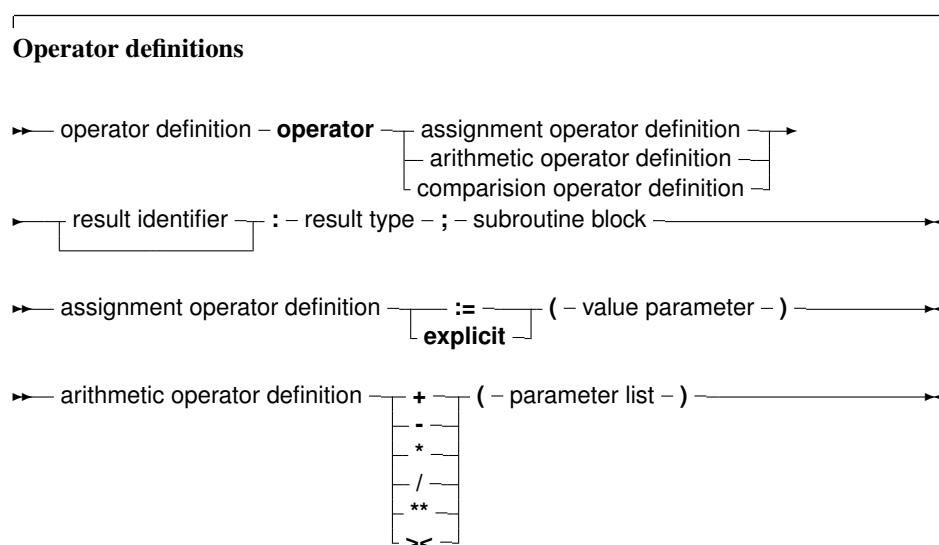 Operator definitions
operator definition operator assignment operator definition
arithmetic operator definition
comparision operator definition
result identifier : result type ; subroutine block
assignment operator definition := ( value parameter )
explicit
arithmetic operator definition + ( parameter list )
-
*
/
**
><